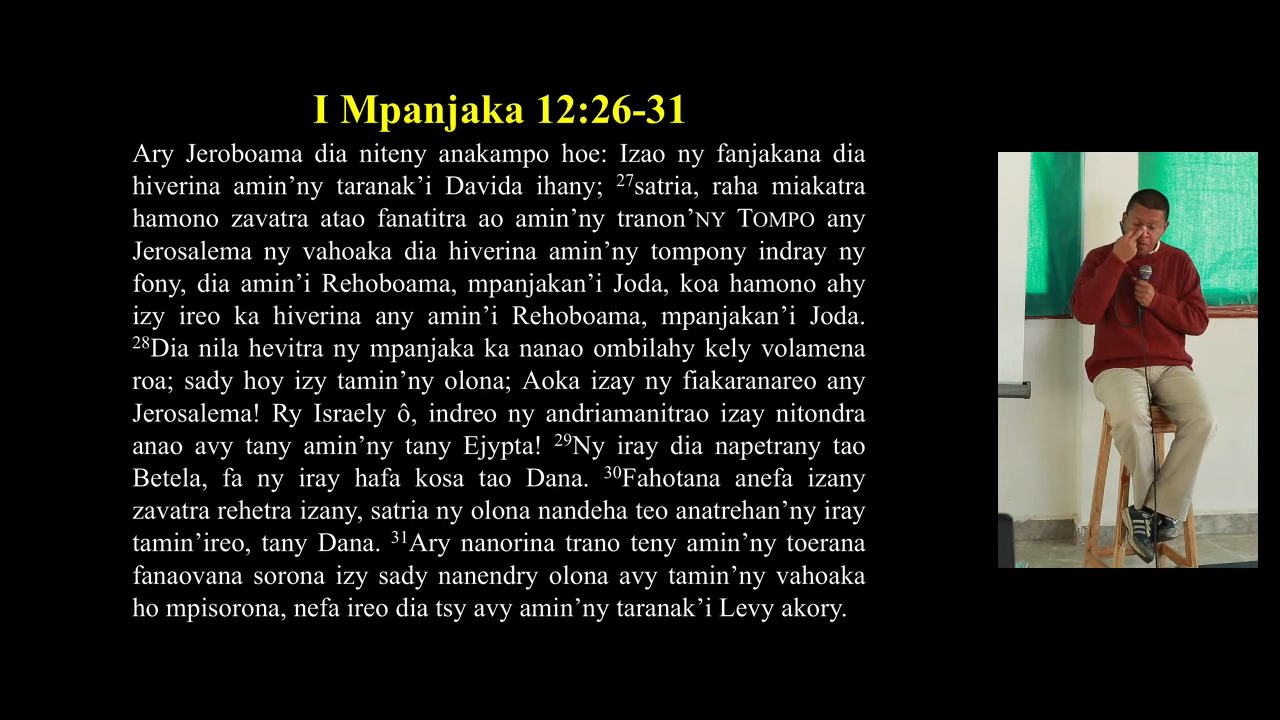 I Mpanjaka 12:26-31
Ary Jeroboama dia niteny anakampo hoe: Izao ny fanjakana dia
hiverina amin’ny taranak’i Davida ihany; ²⁷satria, raha miakatra
hamono zavatra atao fanatitra ao amin’ny tranon’NY TOMPO any
Jerosalema ny vahoaka dia hiverina amin’ny tompony indray ny
fony, dia amin’i Rehoboama, mpanjakan’i Joda, koa hamono ahy
izy ireo ka hiverina any amin’i Rehoboama, mpanjakan’i Joda.
²⁸Dia nila hevitra ny mpanjaka ka nanao ombilahy kely volamena
roa; sady hoy izy tamin’ny olona; Aoka izay ny fiakaranareo any
Jerosalema! Ry Israely ô, indreo ny andriamanitrao izay nitondra
anao avy tany amin’ny tany Ejypta! ²⁹Ny iray dia napetrany tao
Betela, fa ny iray hafa kosa tao Dana. ³⁰Fahotana anefa izany
zavatra rehetra izany, satria ny olona nandeha teo anatrehan’ny iray
tamin’ireo, tany Dana. ³¹Ary nanorina trano teny amin’ny toerana
fanaovana sorona izy sady nanendry olona avy tamin’ny vahoaka
ho mpisorona, nefa ireo dia tsy avy amin’ny taranak’i Levy akory.